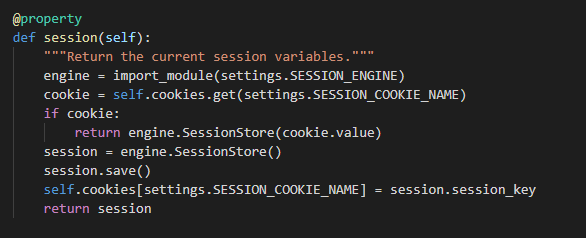 @property
def session(self):
    """Return the current session variables."""
    engine = import_module(settings.SESSION_ENGINE)
    cookie = self.cookies.get(settings.SESSION_COOKIE_NAME)
    if cookie:
        return engine.SessionStore(cookie.value)
    session = engine.SessionStore()
    session.save()
    self.cookies[settings.SESSION_COOKIE_NAME] = session.session_key
    return session